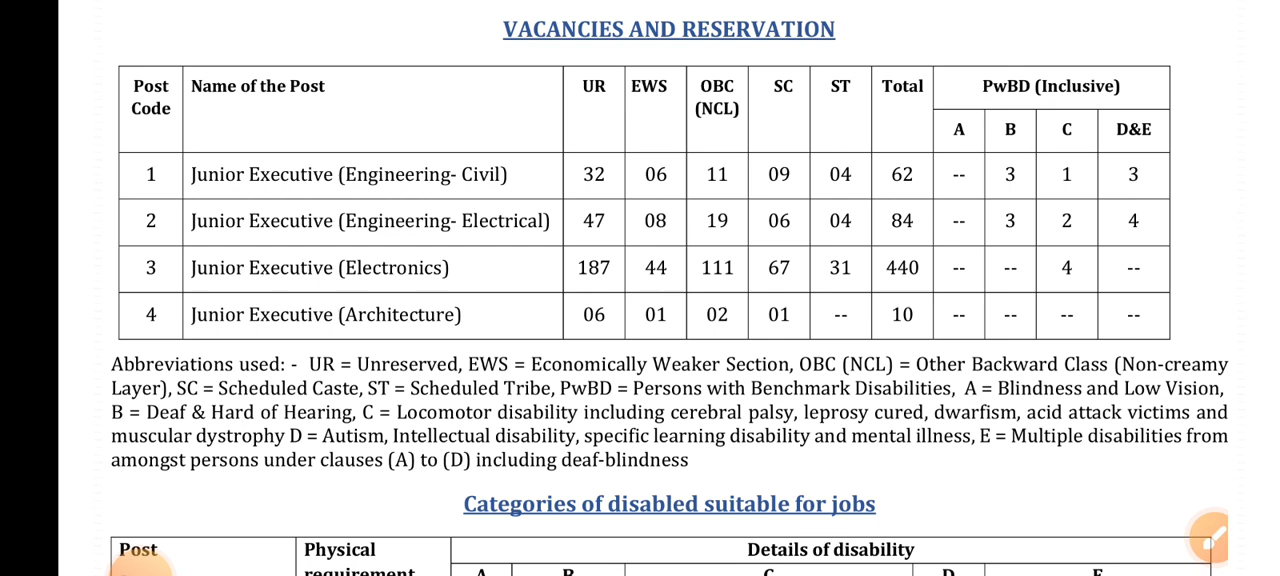 VACANCIES AND RESERVATION
Post Code Name of the Post UR EWS OBC (NCL) SC ST Total PwBD (Inclusive)
A B C D&E
1 Junior Executive (Engineering- Civil) 32 06 11 09 04 62 -- 3 1 3
2 Junior Executive (Engineering- Electrical) 47 08 19 06 04 84 -- 3 2 4
3 Junior Executive (Electronics) 187 44 111 67 31 440 -- -- 4 --
4 Junior Executive (Architecture) 06 01 02 01 -- 10 -- -- -- --
Abbreviations used: - UR = Unreserved, EWS = Economically Weaker Section, OBC (NCL) = Other Backward Class (Non-creamy
Layer), SC = Scheduled Caste, ST = Scheduled Tribe, PwBD = Persons with Benchmark Disabilities, A = Blindness and Low Vision,
B = Deaf & Hard of Hearing, C = Locomotor disability including cerebral palsy, leprosy cured, dwarfism, acid attack victims and
muscular dystrophy D = Autism, Intellectual disability, specific learning disability and mental illness, E = Multiple disabilities from
amongst persons under clauses (A) to (D) including deaf-blindness
Categories of disabled suitable for jobs
Post Physical Details of disability
requirement A B C D E